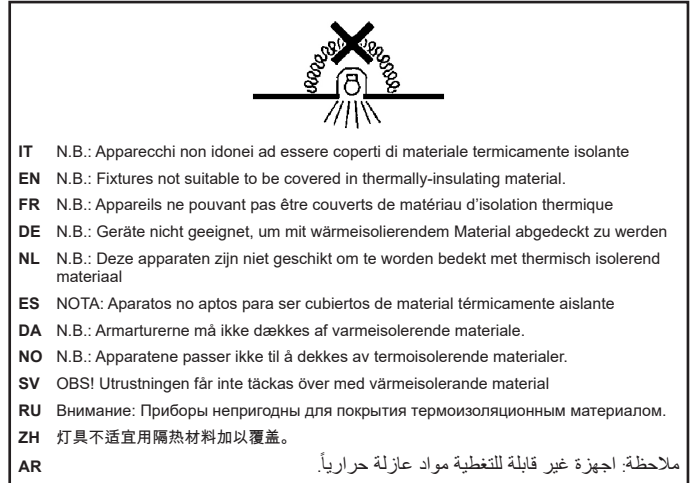 IT N.B.: Apparecchi non idonei ad essere coperti di materiale termicamente isolante
EN N.B.: Fixtures not suitable to be covered in thermally-insulating material.
FR N.B.: Appareils ne pouvant pas être couverts de matériau d’isolation thermique
DE N.B.: Geräte nicht geeignet, um mit wärmeisolierendem Material abgedeckt zu werden
NL N.B.: Deze apparaten zijn niet geschikt om te worden bedekt met thermisch isolerend
materiaal
ES NOTA: Aparatos no aptos para ser cubiertos de material térmicamente aislante
DA N.B.: Armarturerne må ikke dækkes af varmeisolerende materiale.
NO N.B.: Apparatene passer ikke til å dekkes av termoisolerende materialer.
SV OBS! Utrustningen får inte täckas över med värmeisolerande material
RU Внимание: Приборы непригодны для покрытия термоизоляционным материалом.
ZH 灯具不适宜用隔热材料加以覆盖。
AR ملاحظة: اجهزة غير قابلة للتغطية مواد عازلة حرارياً.